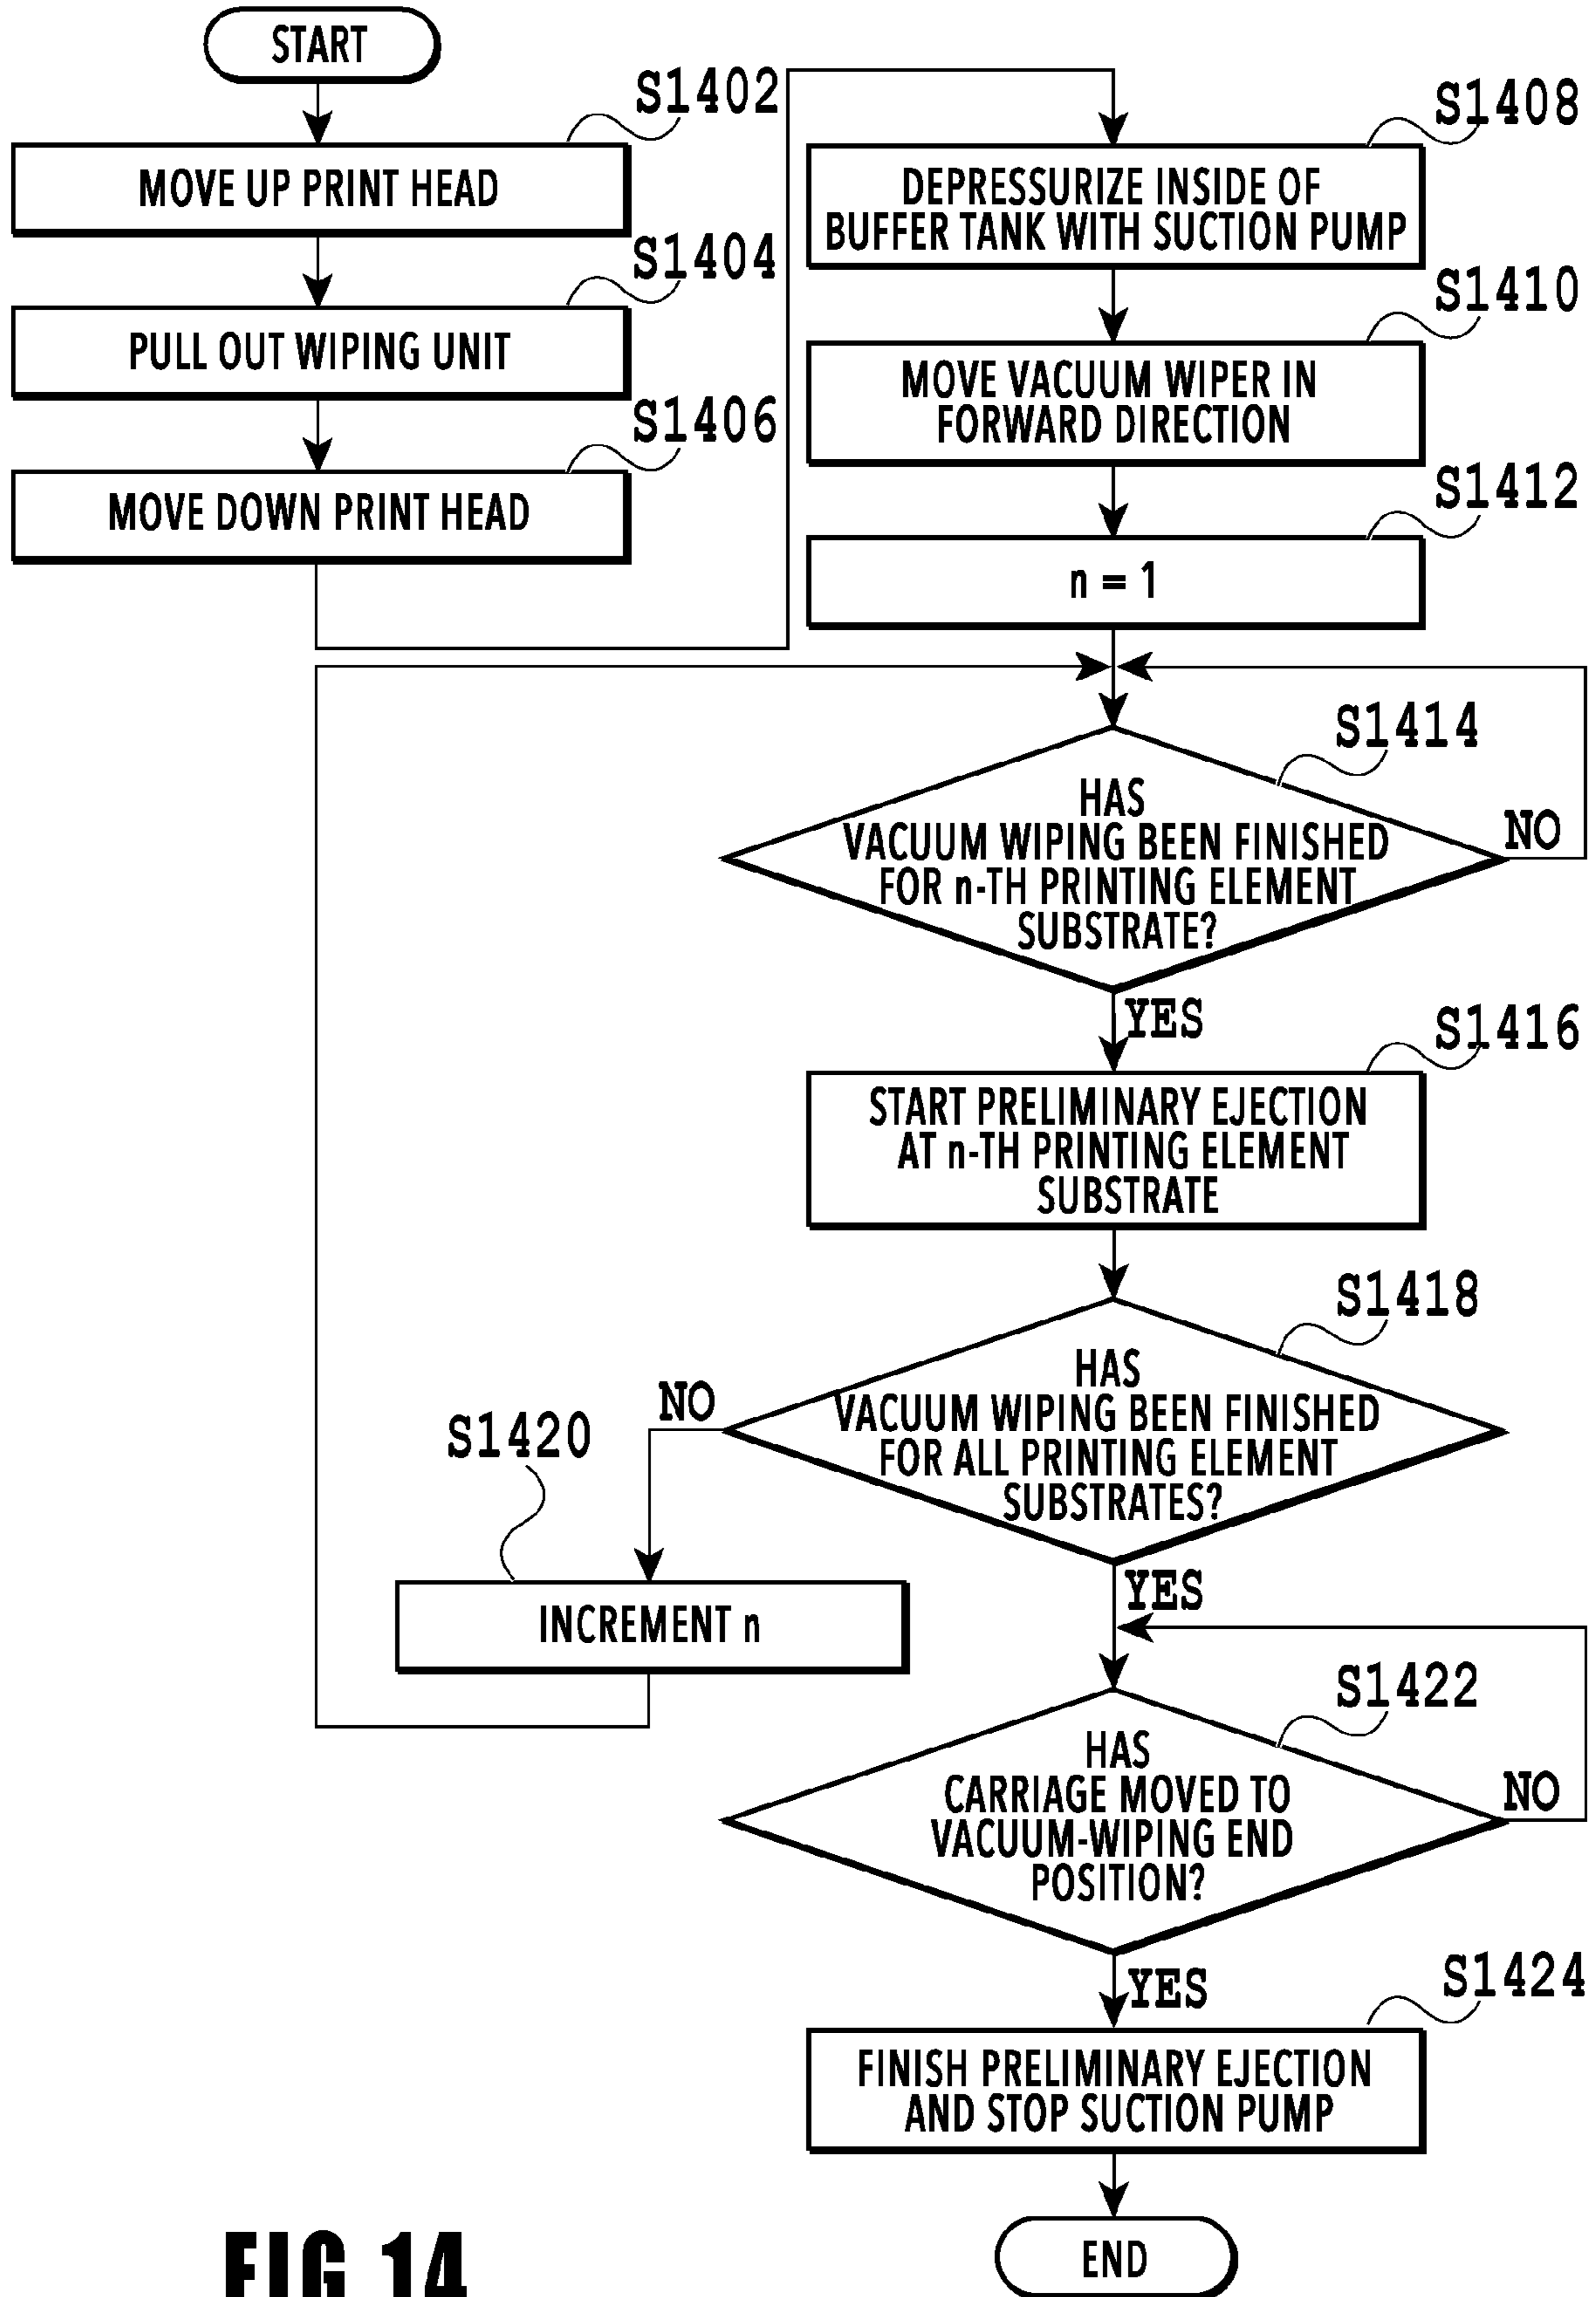 START
S1402
MOVE UP PRINT HEAD
S1404
PULL OUT WIPING UNIT
S1406
MOVE DOWN PRINT HEAD
S1408
DEPRESSURIZE INSIDE OF
BUFFER TANK WITH SUCTION PUMP
S1410
MOVE VACUUM WIPER IN
FORWARD DIRECTION
S1412
n = 1
S1414
HAS
VACUUM WIPING BEEN FINISHED
FOR n-TH PRINTING ELEMENT
SUBSTRATE?
NO
YES
S1416
START PRELIMINARY EJECTION
AT n-TH PRINTING ELEMENT
SUBSTRATE
S1418
HAS
VACUUM WIPING BEEN FINISHED
FOR ALL PRINTING ELEMENT
SUBSTRATES?
NO
S1420
INCREMENT n
YES
S1422
HAS
CARRIAGE MOVED TO
VACUUM-WIPING END
POSITION?
NO
YES
S1424
FINISH PRELIMINARY EJECTION
AND STOP SUCTION PUMP
END
FIG.14